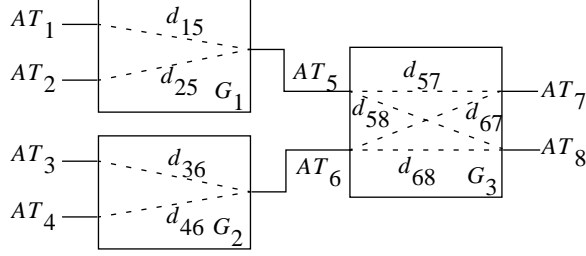 AT1
d15
AT2
d25
G1
AT5
d57
AT7
d58
d67
AT3
d36
AT6
d68
AT8
G3
AT4
d46
G2